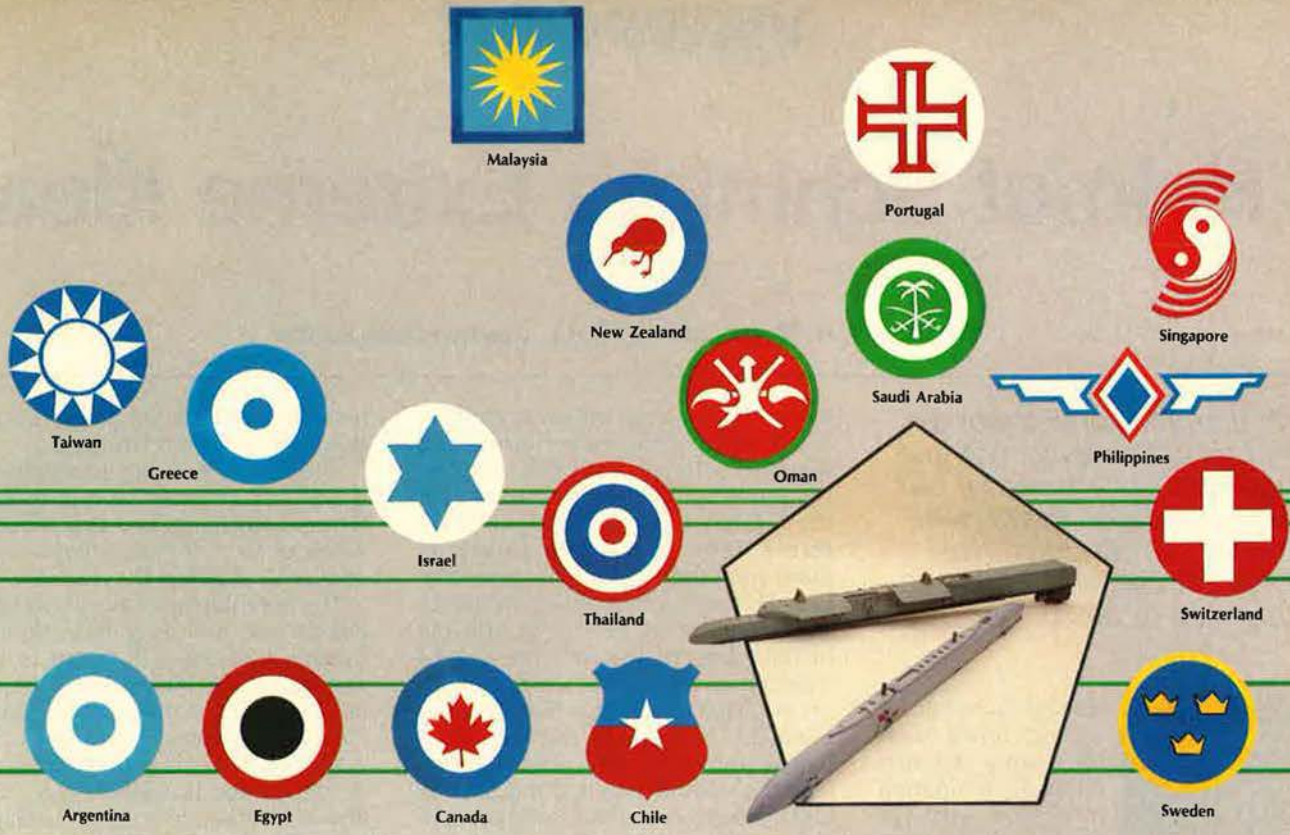 Malaysia
Portugal
New Zealand
Singapore
Saudi Arabia
Taiwan
Greece
Oman
Philippines
Israel
Thailand
Switzerland
Argentina
Egypt
Canada
Chile
Sweden